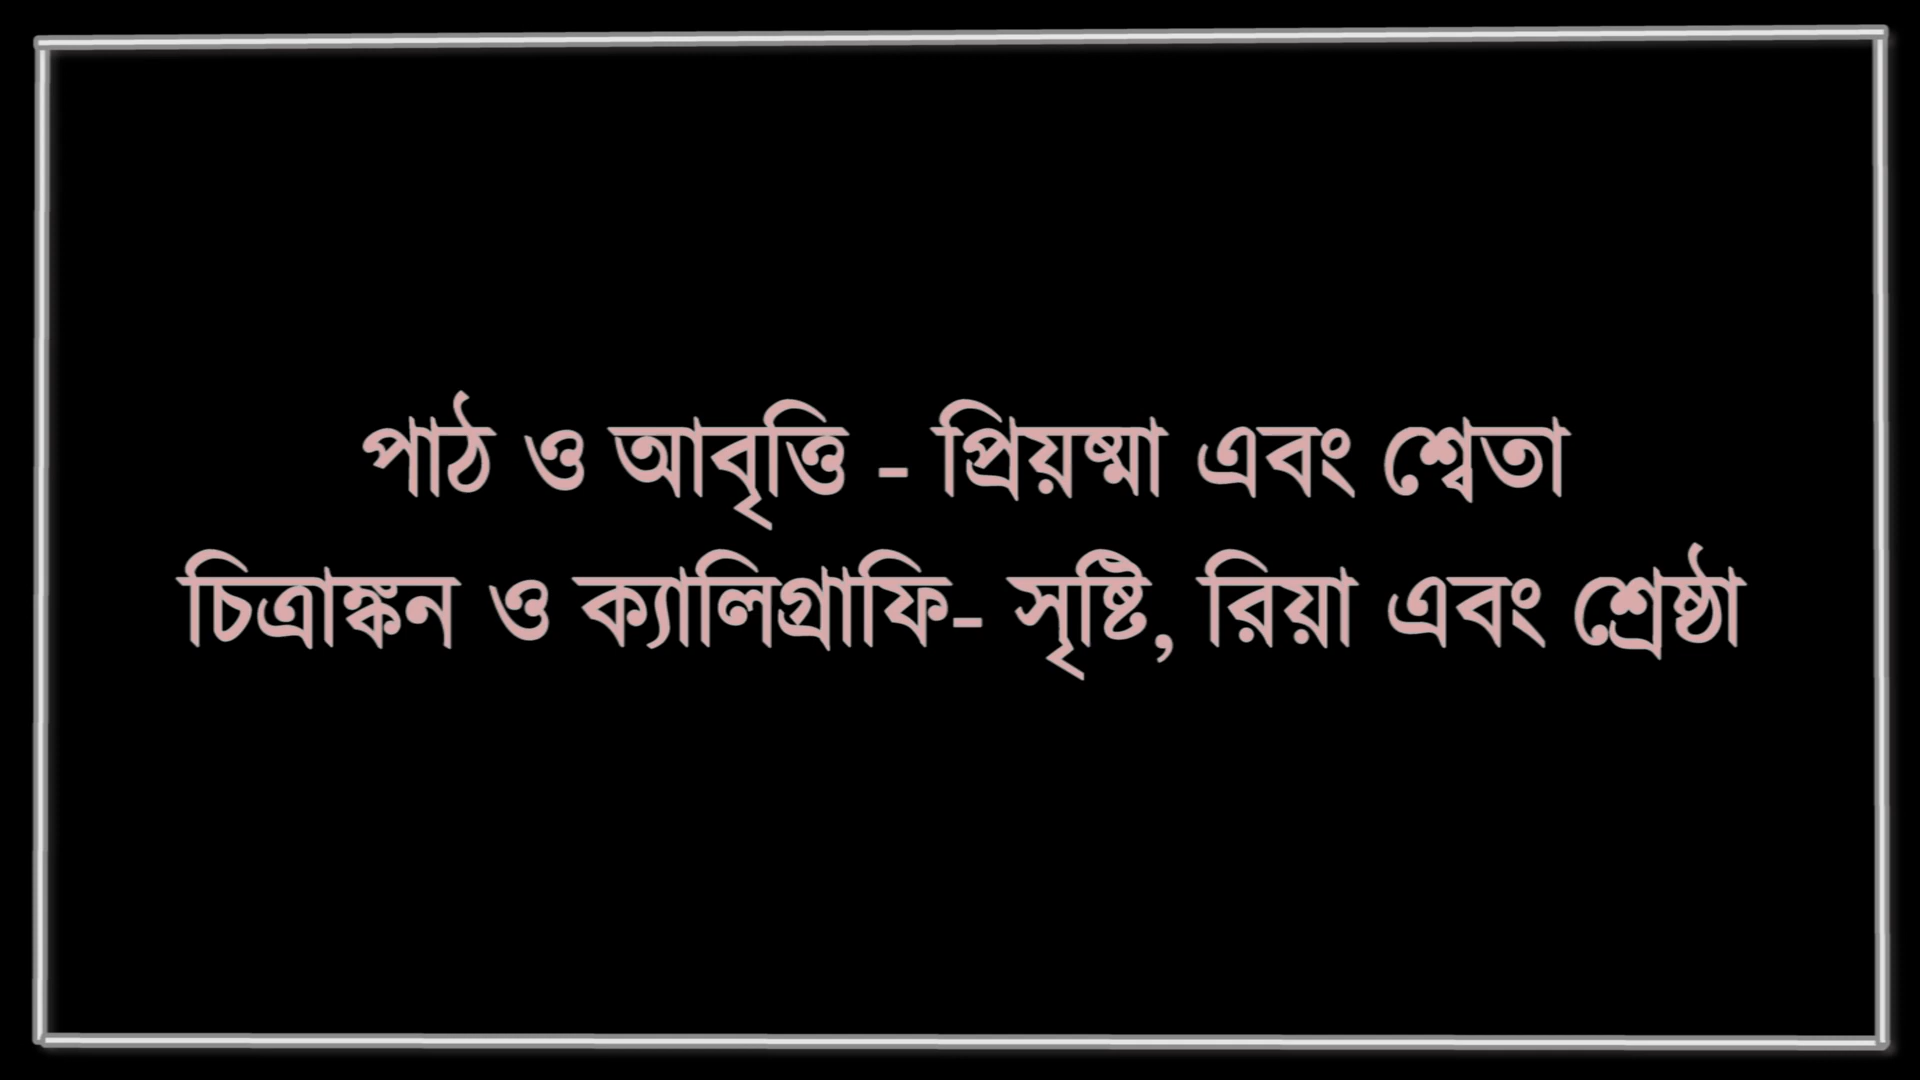 পাঠ ও আবৃত্তি - প্রিয়ষ্মা এবং শ্বেতা
চিত্রাঙ্কন ও ক্যালিগ্রাফি- সৃষ্টি, রিয়া এবং শ্রেষ্ঠা